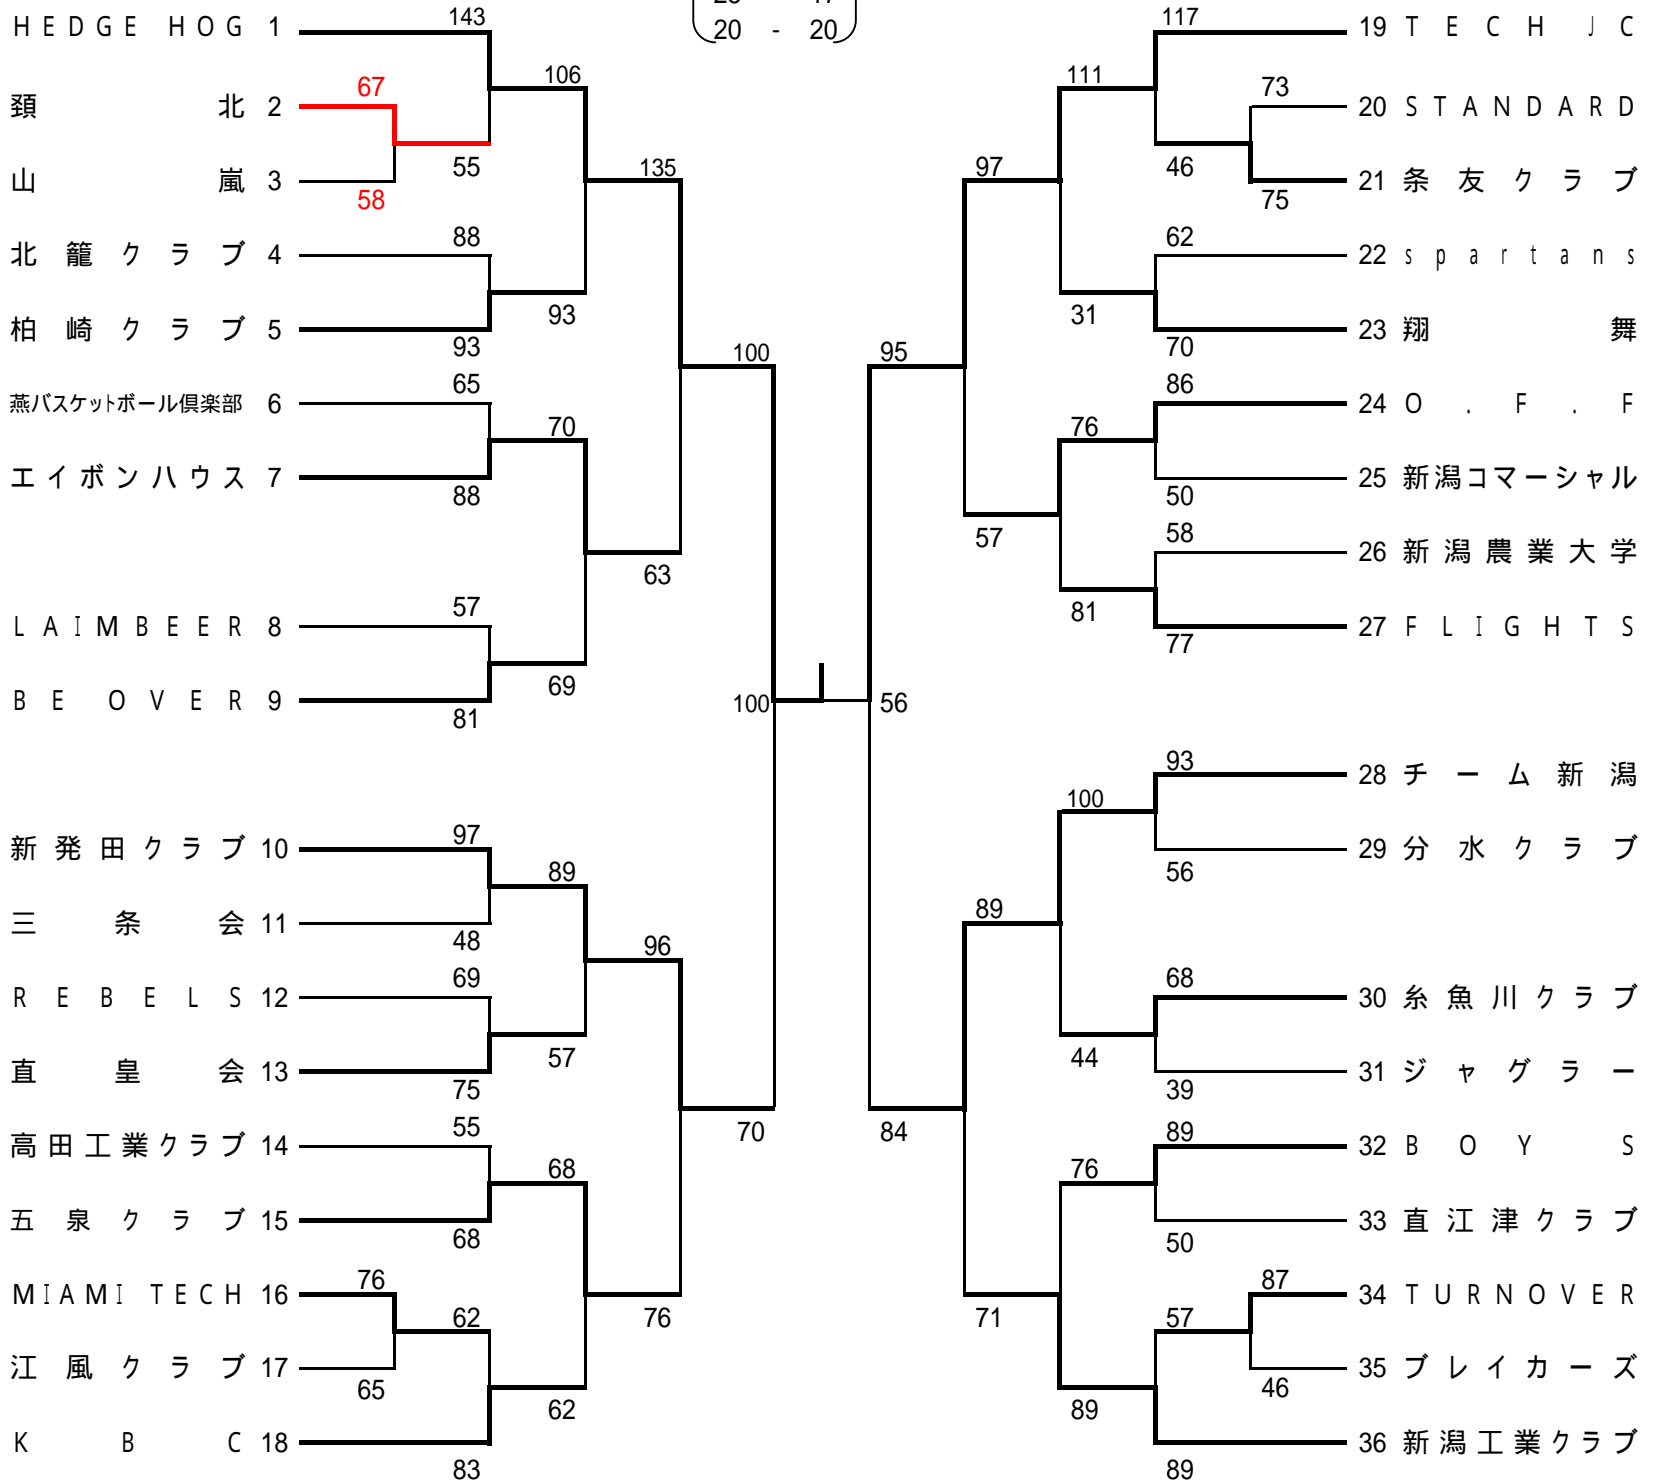 20 - 20
HEDGE HOG 1 143 117 19 TECH JC
106 111
頚北 2 67 73 20 STANDARD
55 46
山嵐 3 58 75 21 条友クラブ
135 97
北籠クラブ 4 88 62 22 spartans
93 31
柏崎クラブ 5 93 70 23 翔舞
100 95
燕バスケットボール倶楽部 6 65 86 24 O.F.F
70 76
エイボンハウス 7 88 50 25 新潟コマーシャル
63 57
58 26 新潟農業大学
LAIMBEER 8 57 81 77 27 FLIGHTS
69
BE OVER 9 81
100 56
93 28 チーム新潟
100
新発田クラブ 10 97 56 29 分水クラブ
89 89
三条会 11 48
96
REBELS 12 69 68 30 糸魚川クラブ
57 44
直皇会 13 75 39 31 ジャグラー
70 84
高田工業クラブ 14 55 89 32 BOYS
68 76
五泉クラブ 15 68 50 33 直江津クラブ
MIAMI TECH 16 76 87 34 TURNOVER
62 76 71 57
江風クラブ 17 65 46 35 ブレイカーズ
62 89
KBC 18 83 89 36 新潟工業クラブ